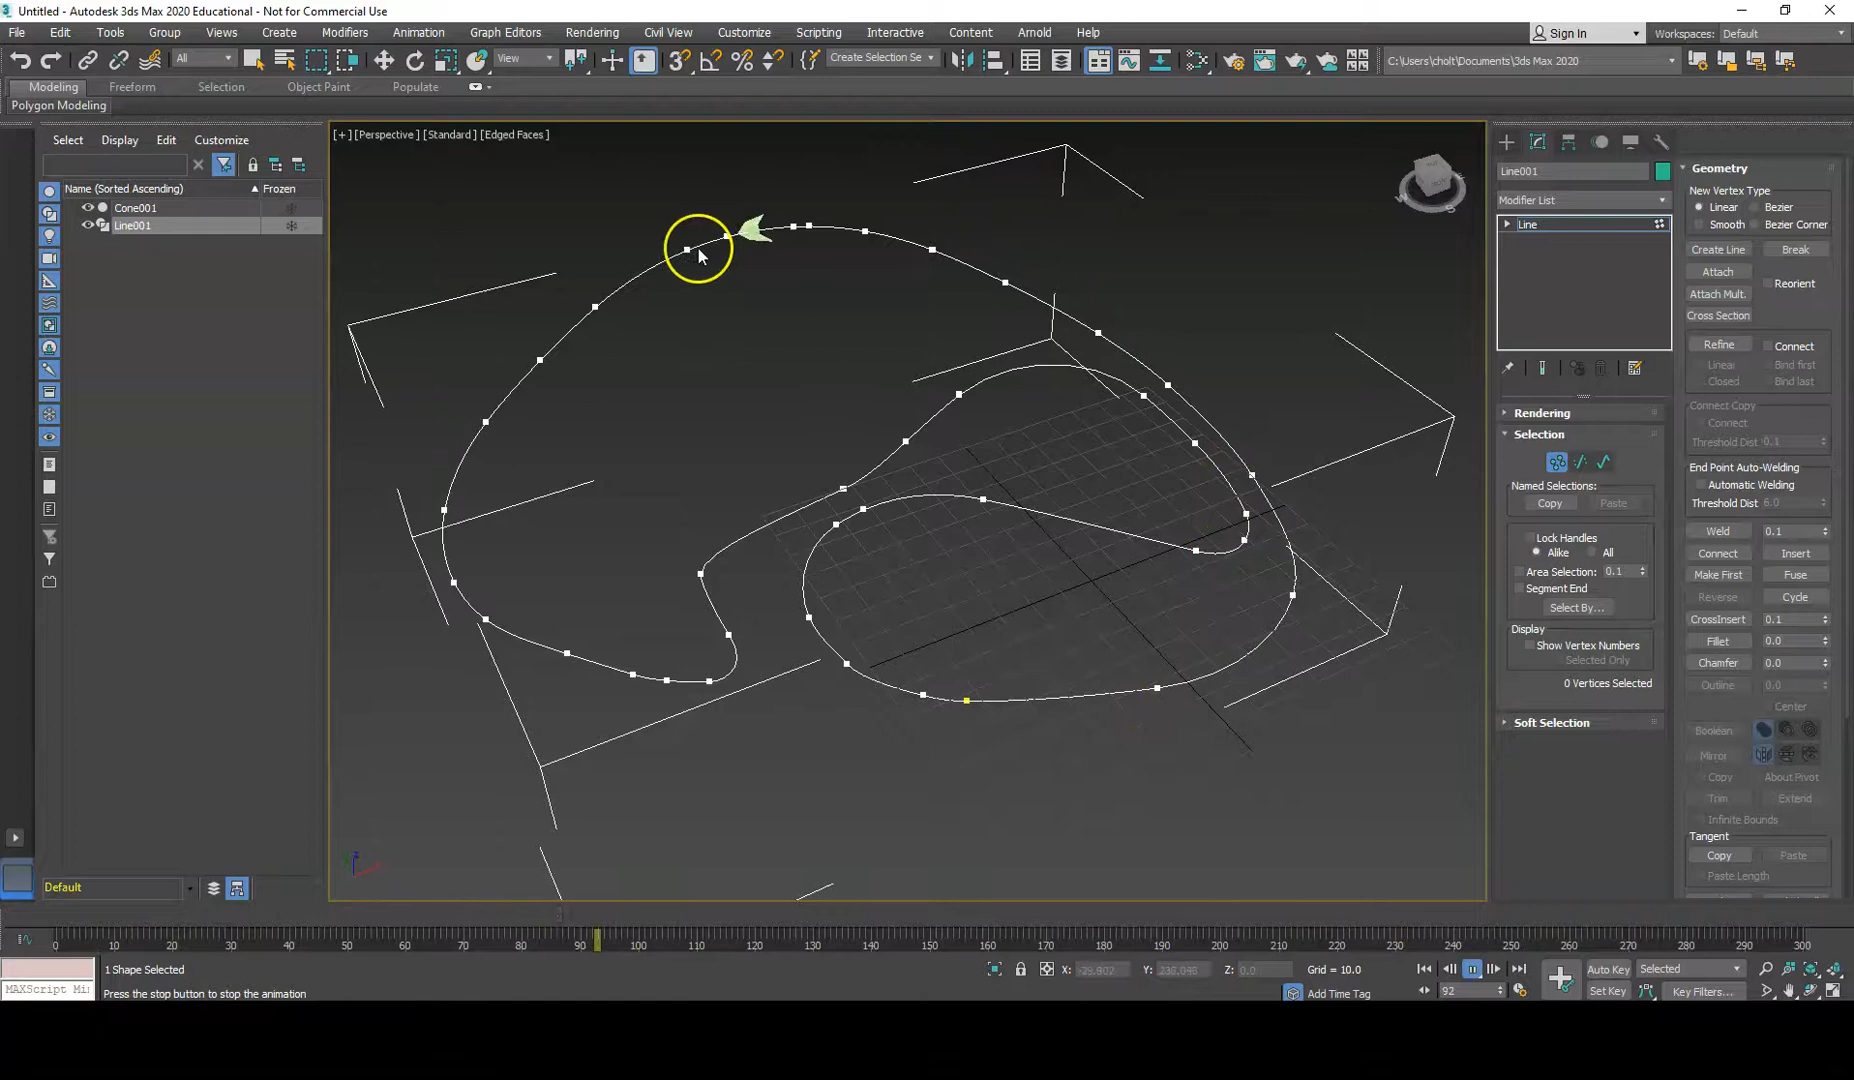 Untitled - Autodesk 3ds Max 2020 Educational - Not for Commercial Use
File Edit Tools Group Views Create Modifiers Animation Graph Editors Rendering Civil View Customize Scripting Interactive Content Arnold Help
Sign In Workspaces: Default
All View Create Selection Se C:\Users\cholt\Documents\3ds Max 2020
Modeling Freeform Selection Object Paint Populate
Polygon Modeling
Select Display Edit Customize
Name (Sorted Ascending) Frozen
Cone001
Line001
Default
[+] [Perspective] [Standard] [Edged Faces]
Line001
Modifier List
Line
Rendering
Selection
Named Selections:
Copy Paste
Lock Handles
Alike All
Area Selection: 0.1
Segment End
Select By...
Display
Show Vertex Numbers
Selected Only
0 Vertices Selected
Soft Selection
Geometry
New Vertex Type
Linear Bezier
Smooth Bezier Corner
Create Line Break
Attach
Reorient
Attach Mult.
Cross Section
Refine Connect
Linear Bind first
Closed Bind last
Connect Copy
Connect
Threshold Dist 0.1
End Point Auto-Welding
Automatic Welding
Threshold Dist 6.0
Weld 0.1
Connect Insert
Make First Fuse
Reverse Cycle
CrossInsert 0.1
Fillet 0.0
Chamfer 0.0
Outline 0.0
Center
Boolean
Mirror
Copy About Pivot
Trim Extend
Infinite Bounds
Tangent
Copy Paste
Paste Length
0 10 20 30 40 50 60 70 80 90 100 110 120 130 140 150 160 170 180 190 200 210 220 230 240 250 260 270 280 290 300
1 Shape Selected
X: -29.802 Y: 236.048 Z: 0.0 Grid = 10.0
Auto Key Selected
MAXScript Mi
Press the stop button to stop the animation
Add Time Tag
92
Set Key Key Filters...